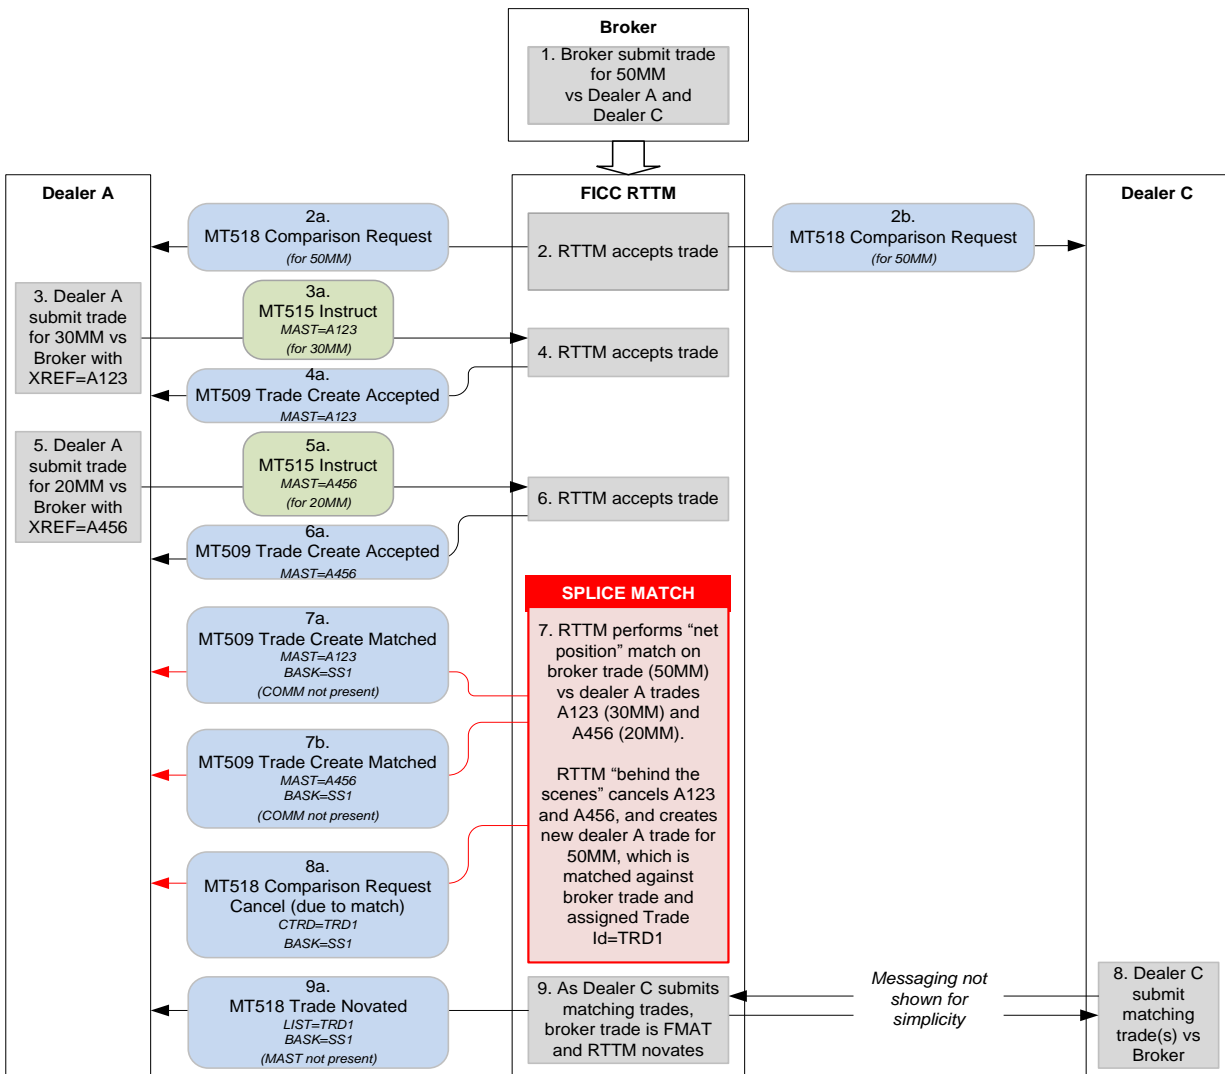 Broker
1. Broker submit trade
for 50MM
vs Dealer A and
Dealer C
Dealer A
FICC RTTM
Dealer C
2a.
MT518 Comparison Request
(for 50MM)
2. RTTM accepts trade
2b.
MT518 Comparison Request
(for 50MM)
3. Dealer A
submit trade
for 30MM vs
Broker with
XREF=A123
3a.
MT515 Instruct
MAST=A123
(for 30MM)
4. RTTM accepts trade
4a.
MT509 Trade Create Accepted
MAST=A123
5. Dealer A
submit trade
for 20MM vs
Broker with
XREF=A456
5a.
MT515 Instruct
MAST=A456
(for 20MM)
6. RTTM accepts trade
6a.
MT509 Trade Create Accepted
MAST=A456
SPLICE MATCH
7. RTTM performs “net
position” match on
broker trade (50MM)
vs dealer A trades
A123 (30MM) and
A456 (20MM).
RTTM “behind the
scenes” cancels A123
and A456, and creates
new dealer A trade for
50MM, which is
matched against
broker trade and
assigned Trade
Id=TRD1
7a.
MT509 Trade Create Matched
MAST=A123
BASK=SS1
(COMM not present)
7b.
MT509 Trade Create Matched
MAST=A456
BASK=SS1
(COMM not present)
8a.
MT518 Comparison Request
Cancel (due to match)
CTRD=TRD1
BASK=SS1
9a.
MT518 Trade Novated
LIST=TRD1
BASK=SS1
(MAST not present)
9. As Dealer C submits
matching trades,
broker trade is FMAT
and RTTM novates
Messaging not
shown for
simplicity
8. Dealer C
submit
matching
trade(s) vs
Broker